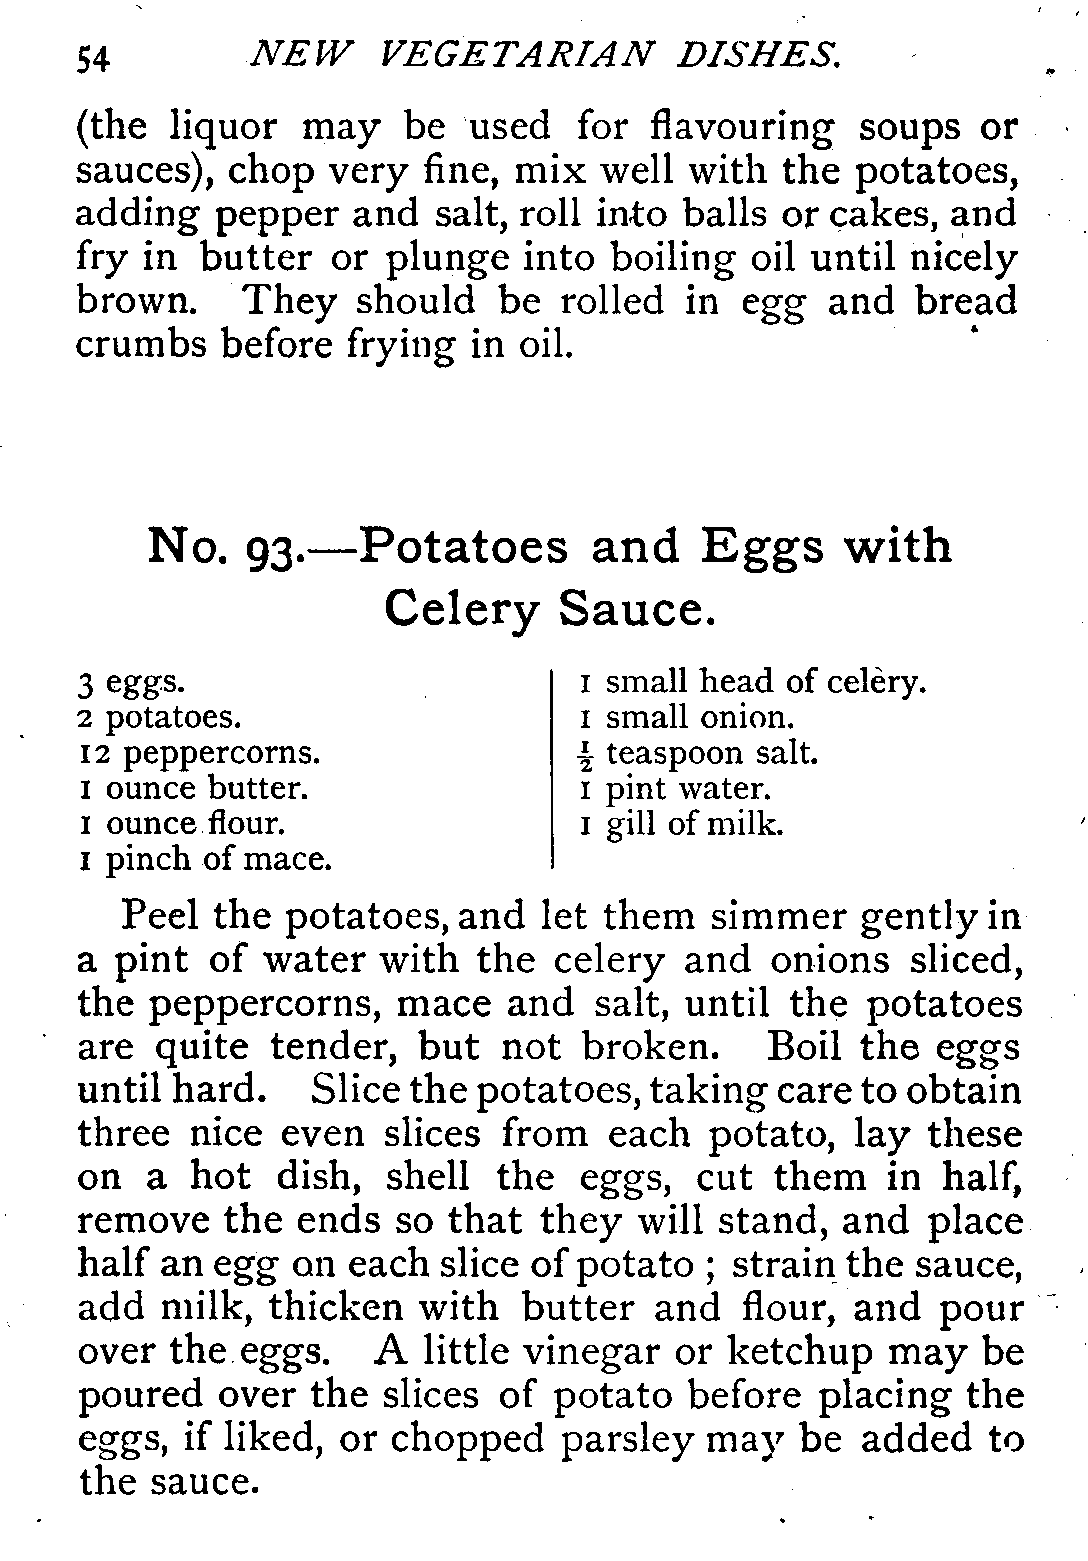 54 NEW VEGETARIAN DISHES.
(the liquor may be used for flavouring soups or
sauces), chop very fine, mix well with the potatoes,
adding pepper and salt, roll into balls or cakes, and
fry in butter or plunge into boiling oil until nicely
brown. They should be rolled in egg and bread
crumbs before frying in oil.
No. 93.—Potatoes and Eggs with
Celery Sauce.
3 eggs.
2 potatoes.
12 peppercorns.
1 ounce butter.
1 ounce flour.
1 pinch of mace.
1 small head of celery.
1 small onion.
½ teaspoon salt.
1 pint water.
1 gill of milk.
Peel the potatoes, and let them simmer gently in
a pint of water with the celery and onions sliced,
the peppercorns, mace and salt, until the potatoes
are quite tender, but not broken. Boil the eggs
until hard. Slice the potatoes, taking care to obtain
three nice even slices from each potato, lay these
on a hot dish, shell the eggs, cut them in half,
remove the ends so that they will stand, and place
half an egg on each slice of potato ; strain the sauce,
add milk, thicken with butter and flour, and pour
over the eggs. A little vinegar or ketchup may be
poured over the slices of potato before placing the
eggs, if liked, or chopped parsley may be added to
the sauce.